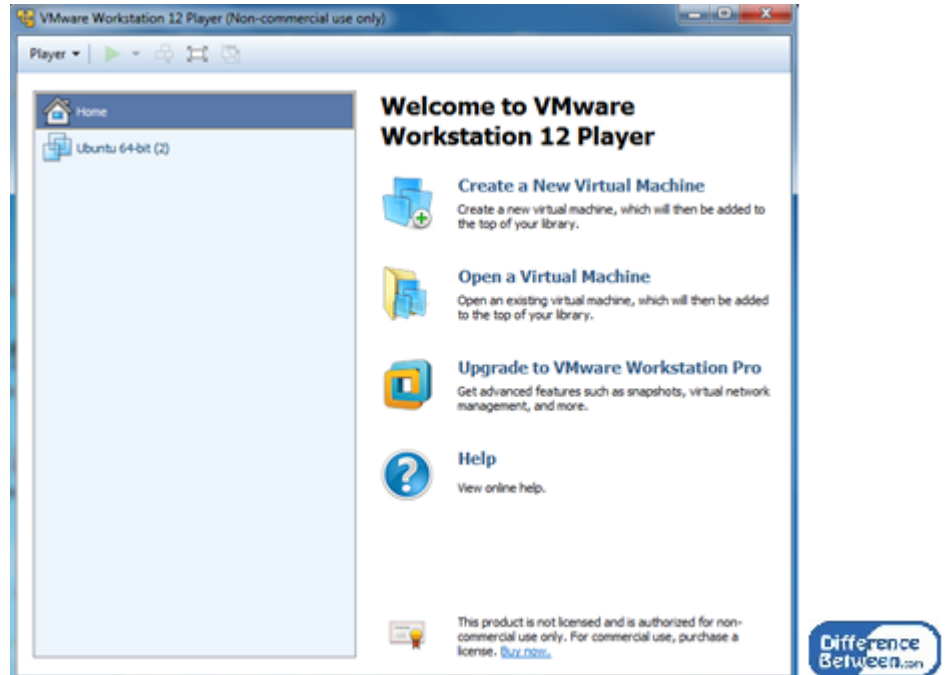 VMware Workstation 12 Player (Non-commercial use only)
Player
Home
Ubuntu 64-bit (2)
Welcome to VMware
Workstation 12 Player
Create a New Virtual Machine
Create a new virtual machine, which will then be added to
the top of your library.
Open a Virtual Machine
Open an existing virtual machine, which will then be added
to the top of your library.
Upgrade to VMware Workstation Pro
Get advanced features such as snapshots, virtual network
management, and more.
Help
View online help.
This product is not licensed and is authorized for non-
commercial use only. For commercial use, purchase a
license. Buy now.
Difference
Between.com